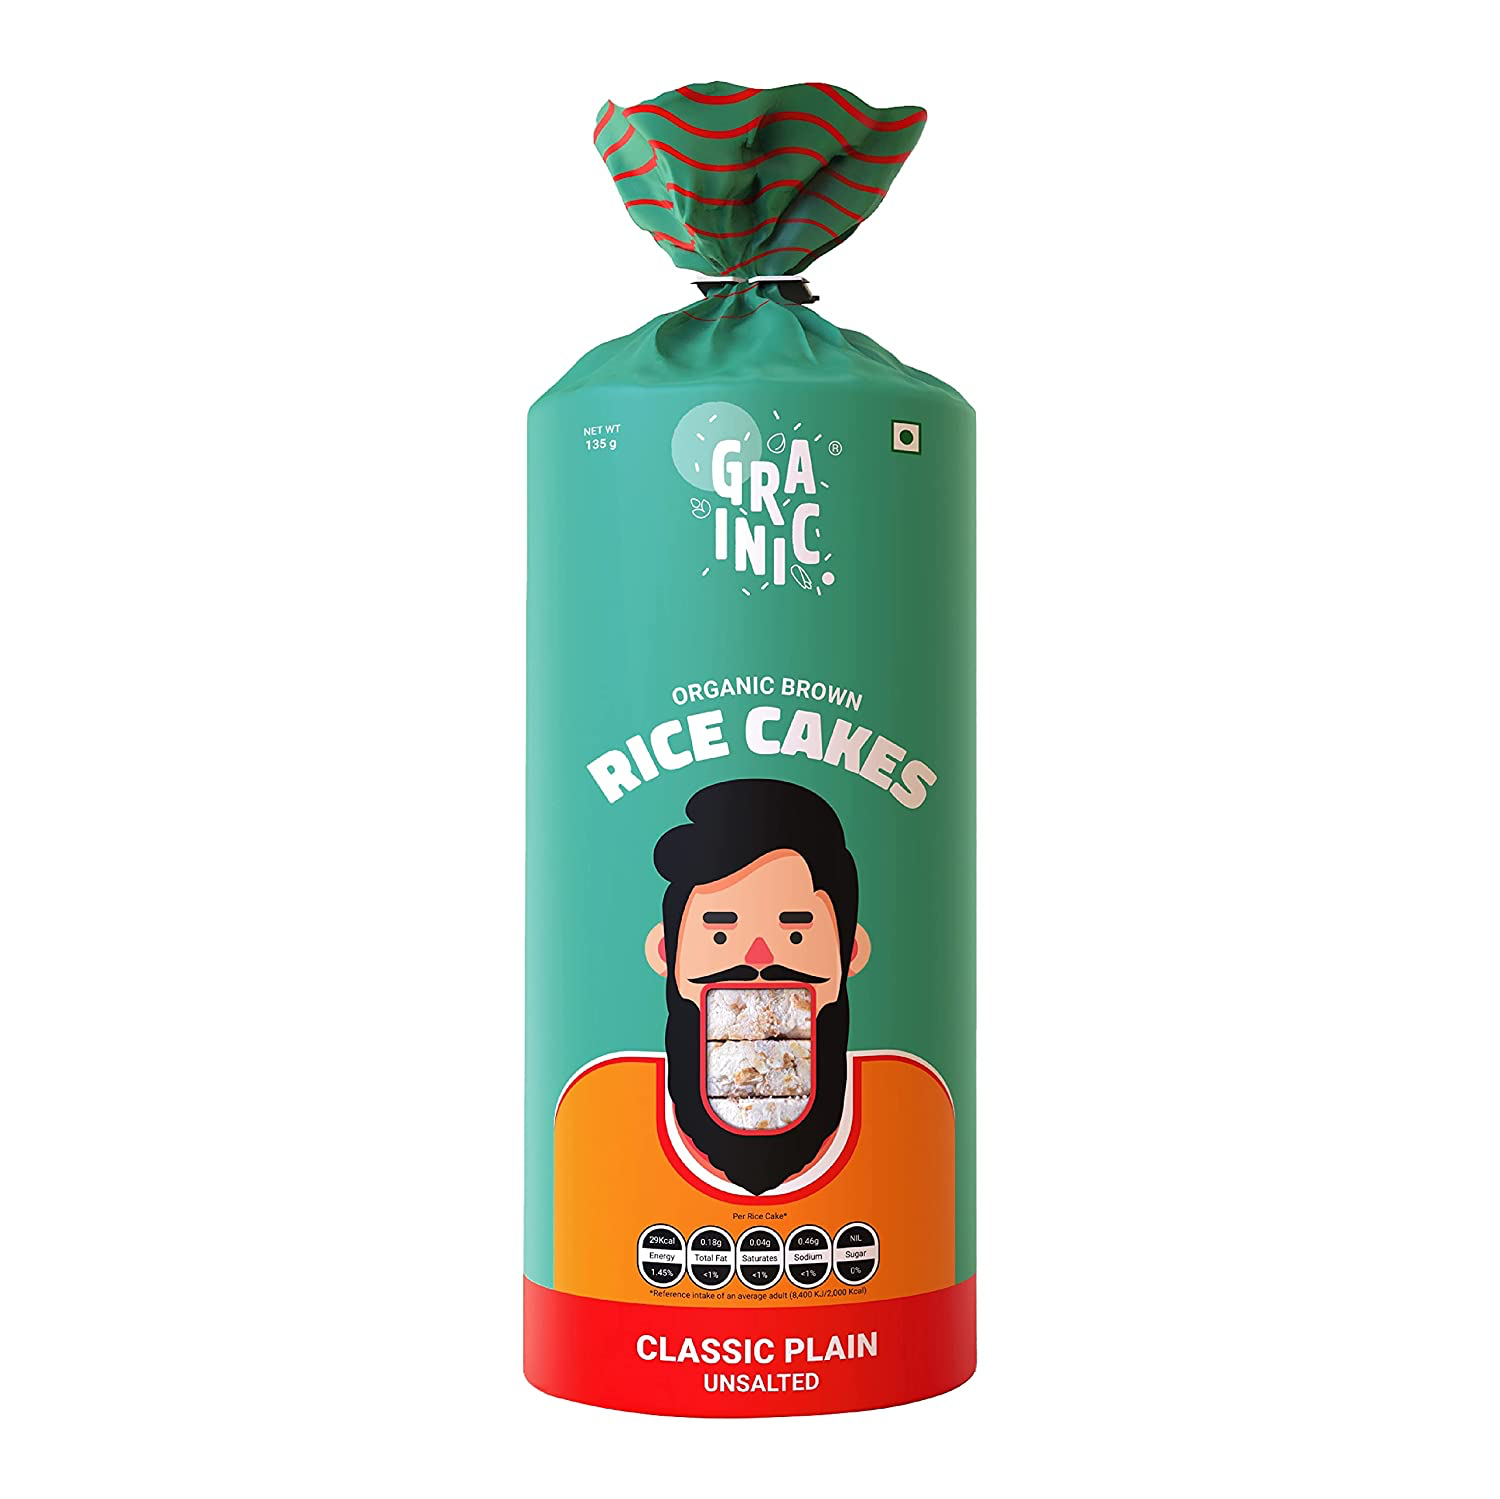 NET WT
135 g
GRA
INIC.
®
ORGANIC BROWN
RICE CAKES
Per Rice Cake*
29Kcal
Energy
1.45%
0.18g
Total Fat
<1%
0.04g
Saturates
<1%
0.46g
Sodium
<1%
NIL
Sugar
0%
*Reference intake of an average adult (8,400 KJ/2,000 Kcal)
CLASSIC PLAIN
UNSALTED